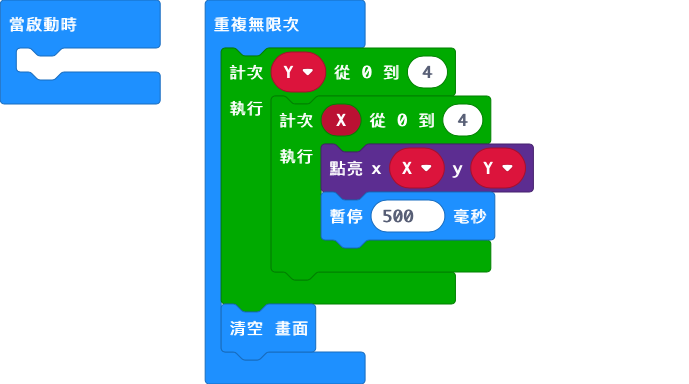 當啟動時
重複無限次
計次 Y 從 0 到 4
執行
計次 X 從 0 到 4
執行
點亮 x X y Y
暫停 500 毫秒
清空 畫面